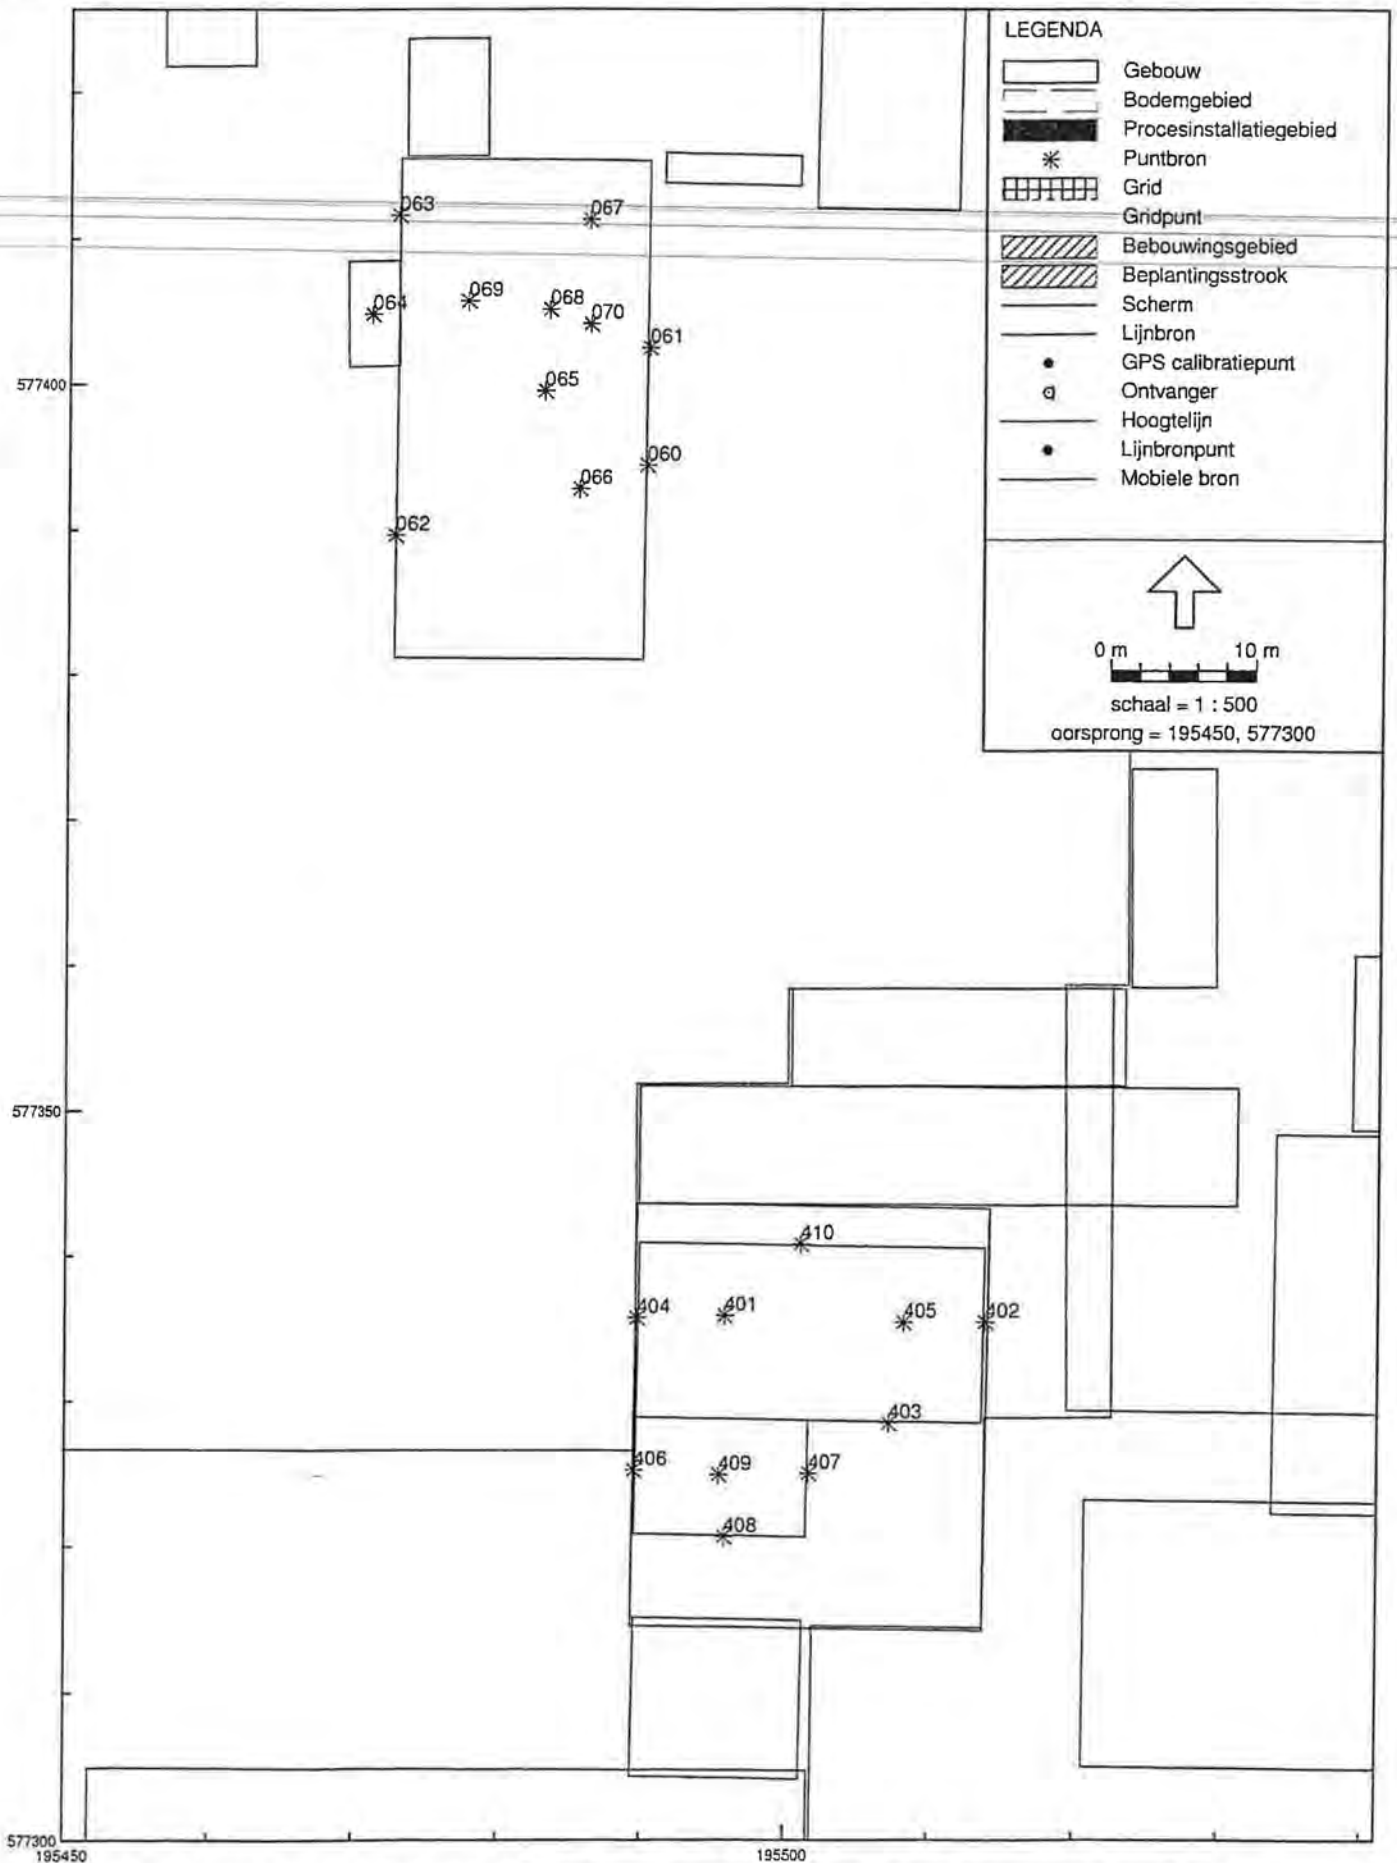 LEGENDA
Gebouw
Bodemgebied
Procesinstallatiegebied
Puntbron
Grid
Gridpunt
Bebouwingsgebied
Beplantingsstrook
Scherm
Lijnbron
GPS calibratiepunt
Ontvanger
Hoogtelijn
Lijnbronpunt
Mobiele bron
0 m 10 m
schaal = 1 : 500
oorsprong = 195450, 577300
063
067
069
068
064
070
061
577400
065
060
066
062
577350
410
404
401
405
402
403
406
409
407
408
577300
195450
195500